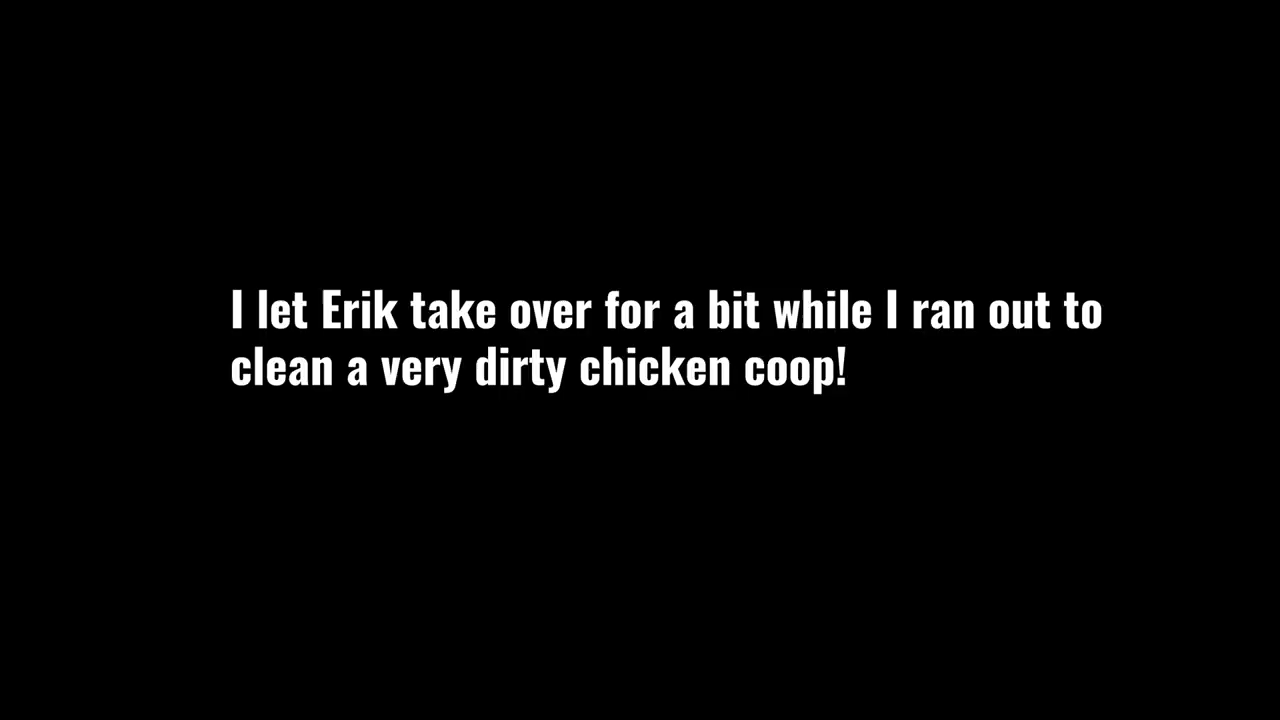 I let Erik take over for a bit while I ran out to
clean a very dirty chicken coop!